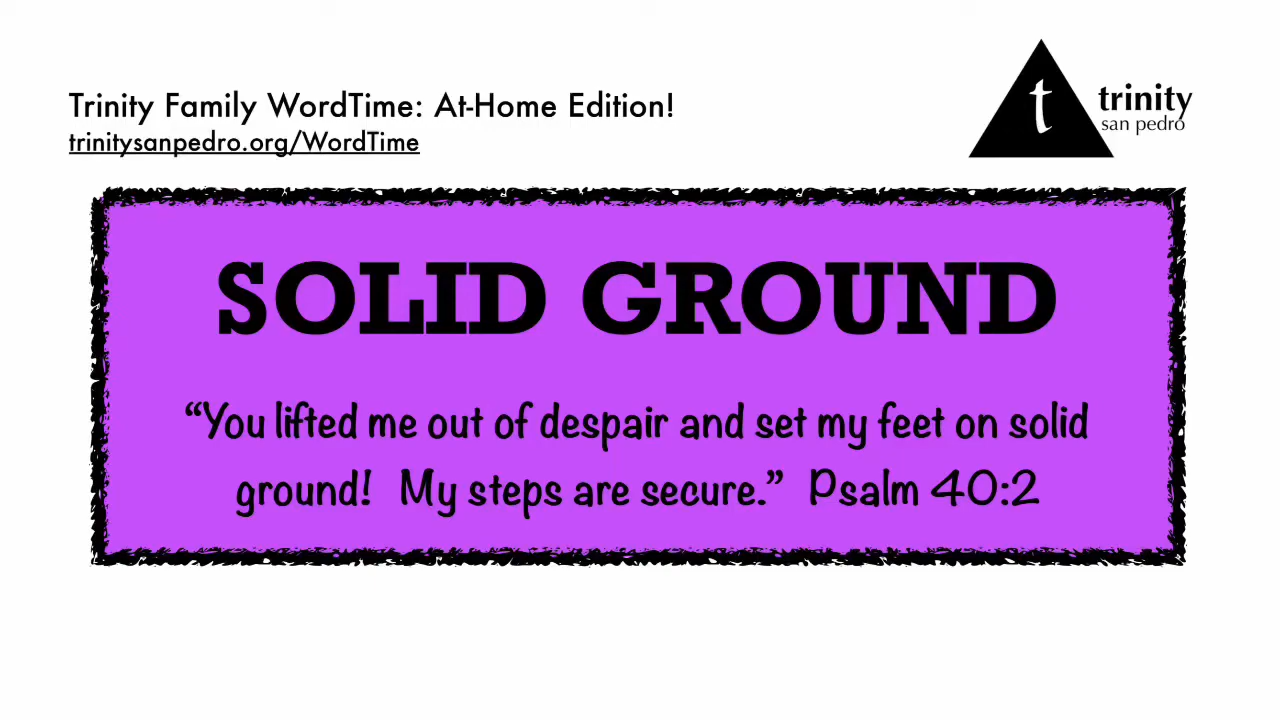 Trinity Family WordTime: At-Home Edition!
trinitysanpedro.org/WordTime
t
trinity
san pedro
SOLID GROUND
“You lifted me out of despair and set my feet on solid
ground! My steps are secure.” Psalm 40:2